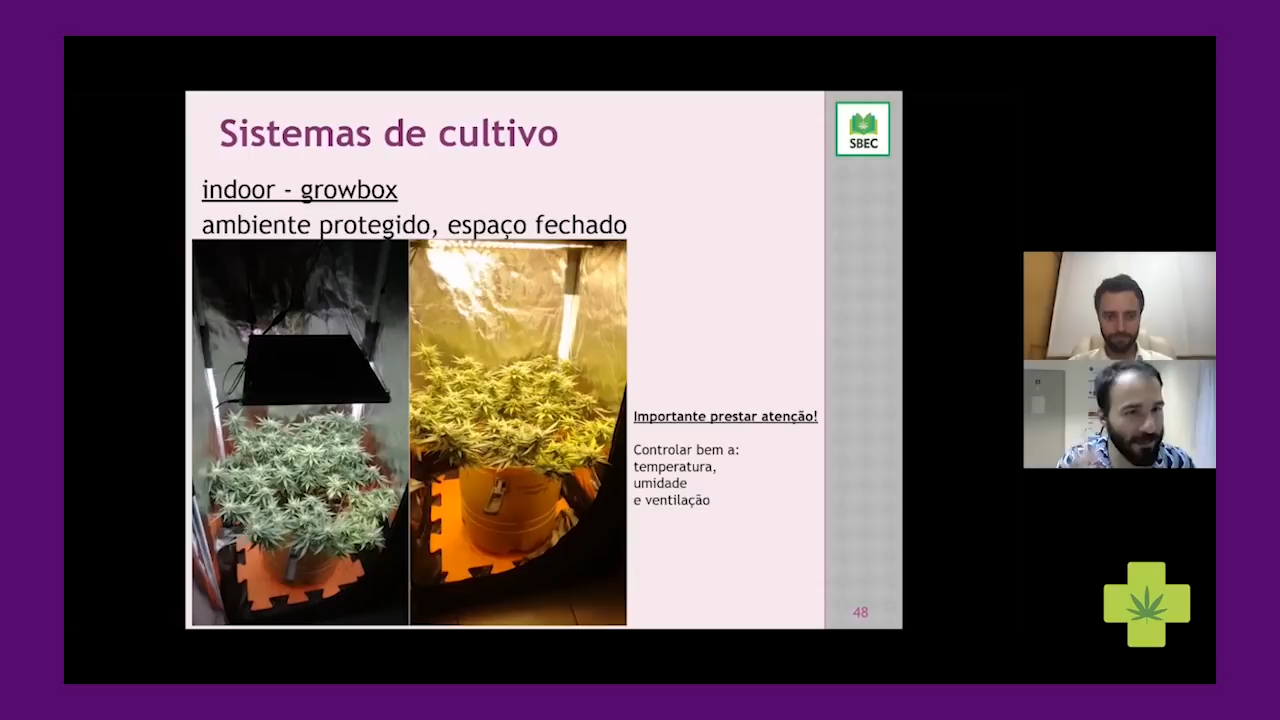 Sistemas de cultivo
SBEC
indoor - growbox
ambiente protegido, espaço fechado
Importante prestar atenção!
Controlar bem a:
temperatura,
umidade
e ventilação
48